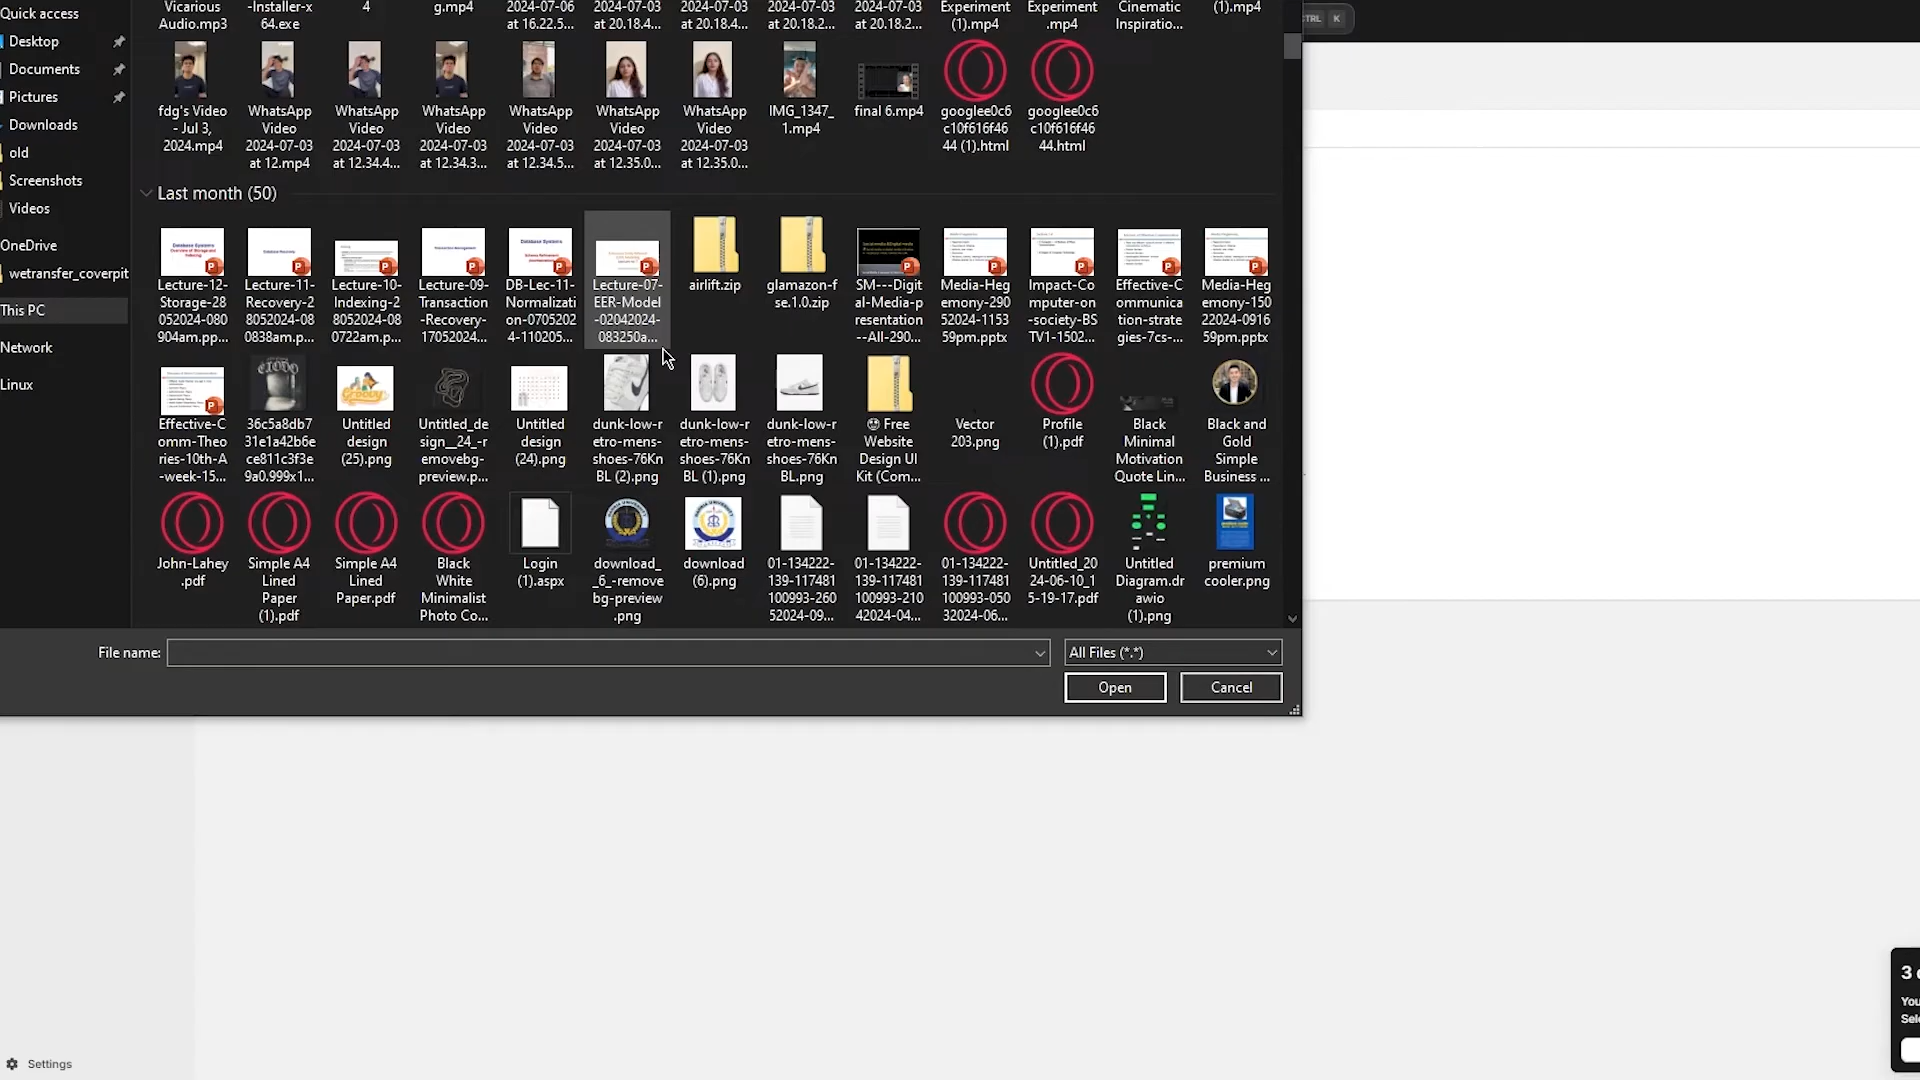 Quick access
Desktop
Documents
Pictures
Downloads
old
Screenshots
Videos
OneDrive
wetransfer_coverpit
This PC
Network
Linux
Vicarious
Audio.mp3
-Installer-x
64.exe
4
g.mp4
2024-07-06
at 16.22.5...
2024-07-03
at 20.18.4...
2024-07-03
at 20.18.2...
2024-07-03
at 20.18.2...
2024-07-03
at 20.18.2...
Experiment
(1).mp4
Experiment
.mp4
Cinematic
Inspiratio...
(1).mp4
CTRL K
fdg's Video
- Jul 3,
2024.mp4
WhatsApp
Video
2024-07-03
at 12.mp4
WhatsApp
Video
2024-07-03
at 12.34.4...
WhatsApp
Video
2024-07-03
at 12.34.3...
WhatsApp
Video
2024-07-03
at 12.34.5...
WhatsApp
Video
2024-07-03
at 12.35.0...
WhatsApp
Video
2024-07-03
at 12.35.0...
IMG_1347_
1.mp4
final 6.mp4
googlee0c6
c10f616f46
44 (1).html
googlee0c6
c10f616f46
44.html
Last month (50)
Lecture-12-
Storage-28
052024-080
904am.pp...
Lecture-11-
Recovery-2
8052024-08
0838am.p...
Lecture-10-
Indexing-2
8052024-08
0722am.p...
Lecture-09-
Transaction
-Recovery-
17052024...
DB-Lec-11-
Normalizati
on-0705202
4-110205...
Lecture-07-
EER-Model
-02042024-
083250a...
airlift.zip
glamazon-f
se.1.0.zip
SM---Digit
al-Media-p
resentation
--All-290...
Media-Heg
emony-290
52024-1153
59pm.pptx
Impact-Co
mputer-on
-society-BS
TV1-1502...
Effective-C
ommunica
tion-strate
gies-7cs-...
Media-Heg
emony-150
22024-0916
59pm.pptx
Effective-C
omm-Theo
ries-10th-A
-week-15...
36c5a8db7
31e1a42b6e
ce811c3f3e
9a0.999x1...
Untitled
design
(25).png
Untitled_de
sign__24_-r
emovebg-
preview.p...
Untitled
design
(24).png
dunk-low-r
etro-mens-
shoes-76Kn
BL (2).png
dunk-low-r
etro-mens-
shoes-76Kn
BL (1).png
dunk-low-r
etro-mens-
shoes-76Kn
BL.png
Free
Website
Design UI
Kit (Com...
Vector
203.png
Profile
(1).pdf
Black
Minimal
Motivation
Quote Lin...
Black and
Gold
Simple
Business ...
John-Lahey
.pdf
Simple A4
Lined
Paper
(1).pdf
Simple A4
Lined
Paper.pdf
Black
White
Minimalist
Photo Co...
Login
(1).aspx
download_
_6_-remove
bg-preview
.png
download
(6).png
01-134222-
139-117481
100993-260
52024-09...
01-134222-
139-117481
100993-210
42024-04...
01-134222-
139-117481
100993-050
32024-06...
Untitled_20
24-06-10_1
5-19-17.pdf
Untitled
Diagram.dr
awio
(1).png
premium
cooler.png
File name:
All Files (*.*)
Open
Cancel
3
You
Sele
Settings